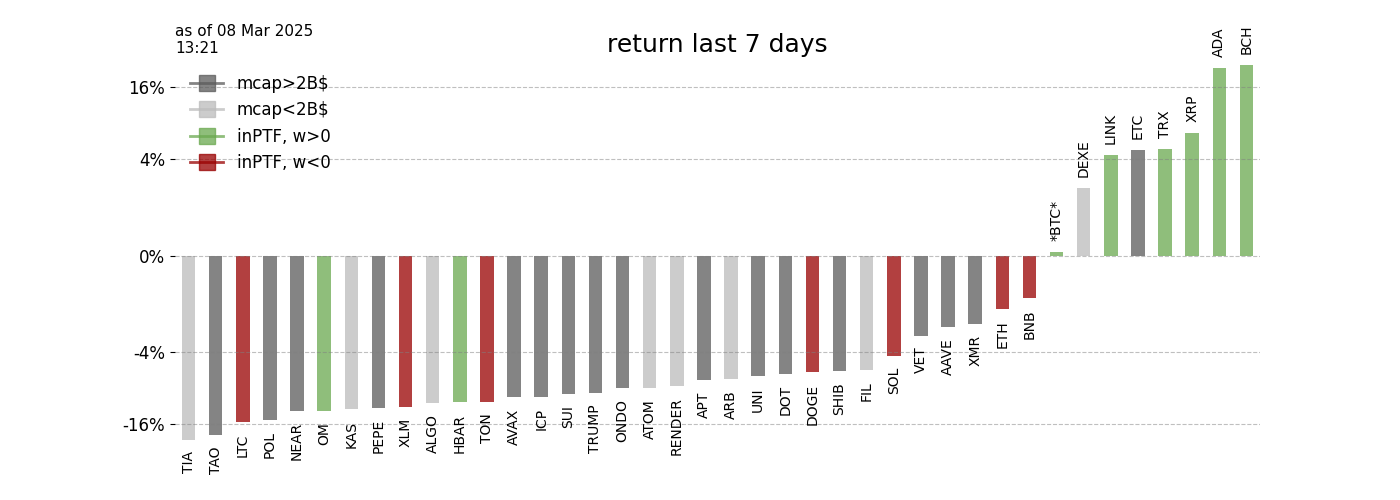 as of 08 Mar 2025
13:21
return last 7 days
mcap>2B$
mcap<2B$
inPTF, w>0
inPTF, w<0
16%
4%
0%
-4%
-16%
TIA
TAO
LTC
POL
NEAR
OM
KAS
PEPE
XLM
ALGO
HBAR
TON
AVAX
ICP
SUI
TRUMP
ONDO
ATOM
RENDER
APT
ARB
UNI
DOT
DOGE
SHIB
FIL
SOL
VET
AAVE
XMR
ETH
BNB
*BTC*
DEXE
LINK
ETC
TRX
XRP
ADA
BCH